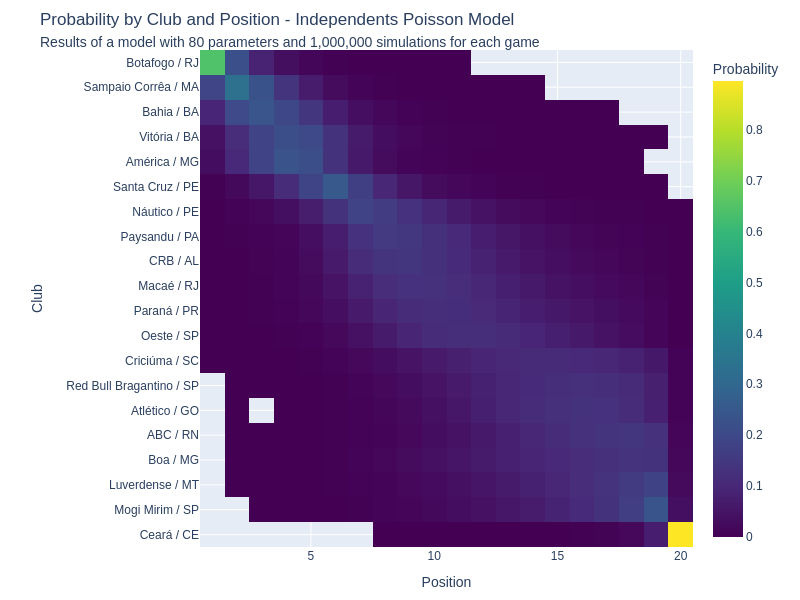 Probability by Club and Position - Independents Poisson Model
Results of a model with 80 parameters and 1,000,000 simulations for each game
Probability
Club
Botafogo / RJ
Sampaio Corrêa / MA
Bahia / BA
Vitória / BA
América / MG
Santa Cruz / PE
Náutico / PE
Paysandu / PA
CRB / AL
Macaé / RJ
Paraná / PR
Oeste / SP
Criciúma / SC
Red Bull Bragantino / SP
Atlético / GO
ABC / RN
Boa / MG
Luverdense / MT
Mogi Mirim / SP
Ceará / CE
0.8
0.7
0.6
0.5
0.4
0.3
0.2
0.1
0
5
10
15
20
Position